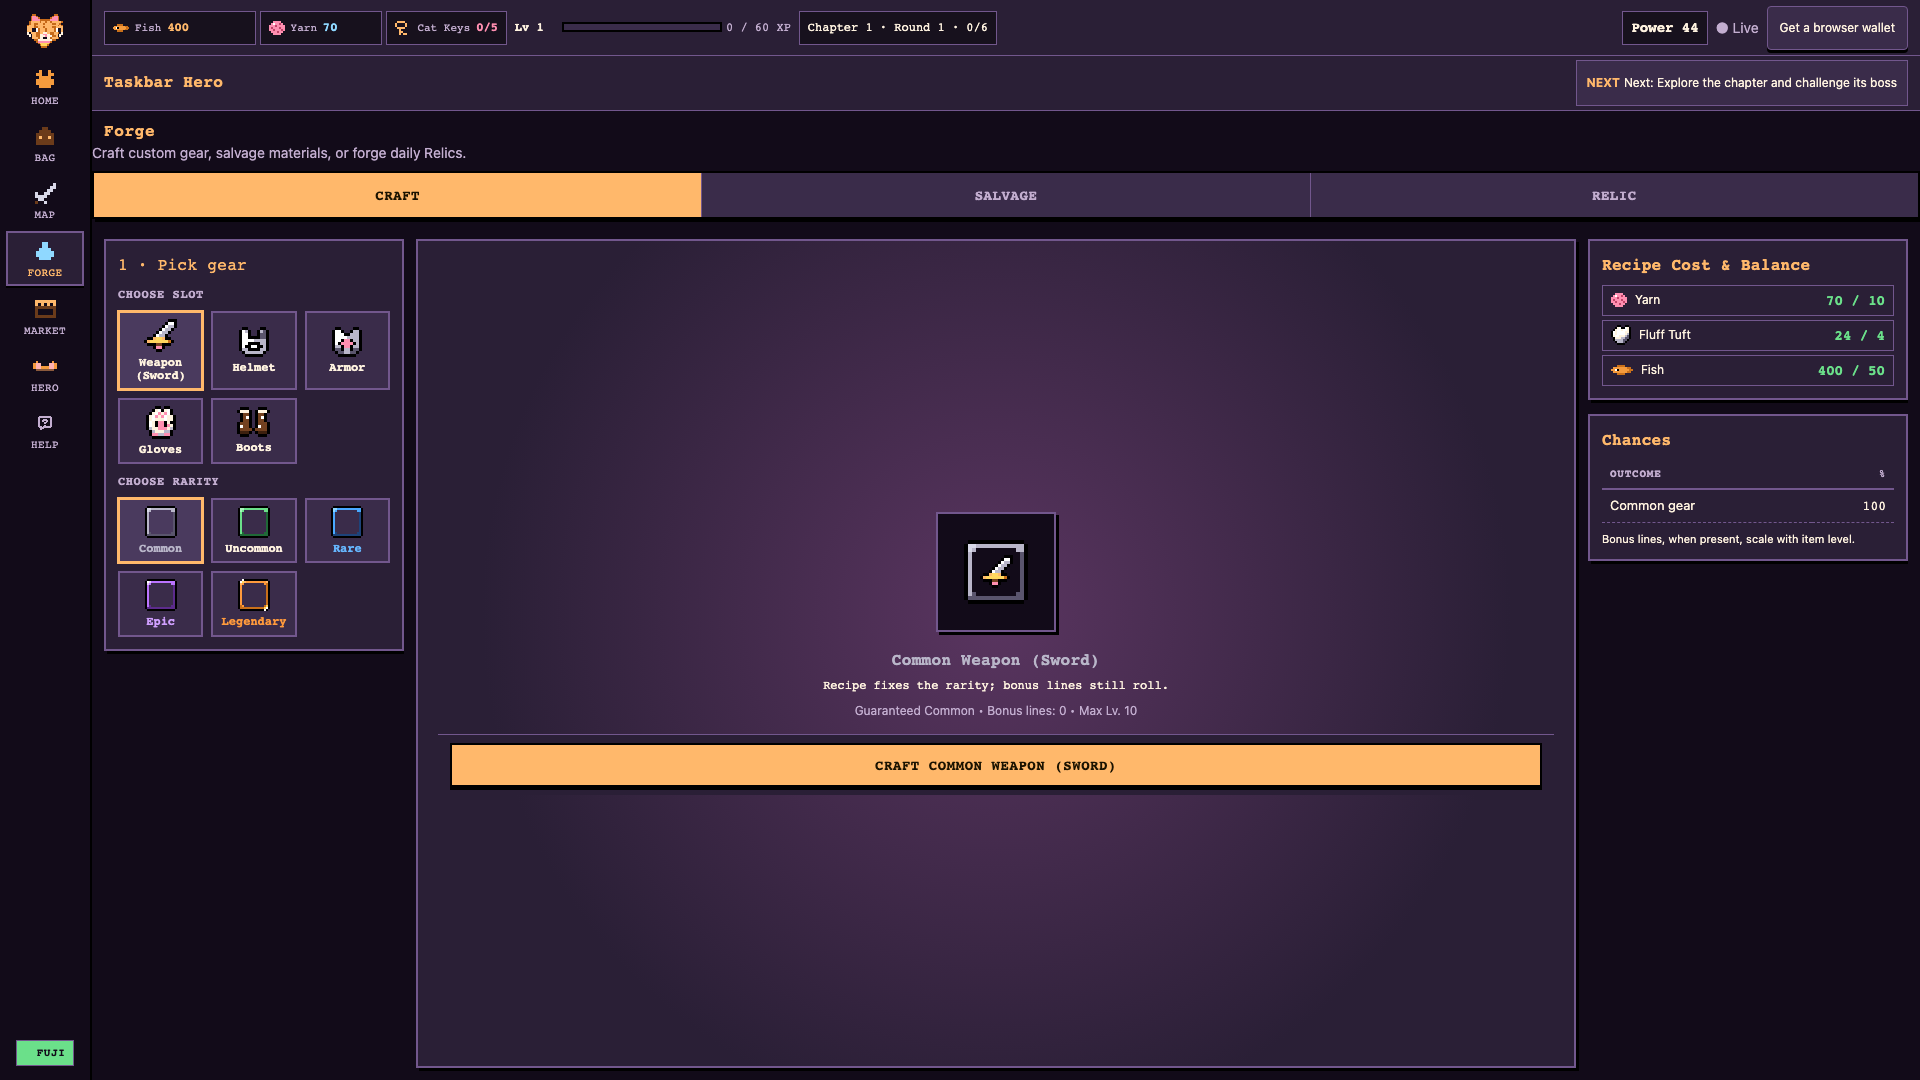 Fish 400
Yarn 70
Cat Keys 0/5
Lv 1
0 / 60 XP
Chapter 1 · Round 1 · 0/6
Power 44
Live
Get a browser wallet
HOME
BAG
MAP
FORGE
MARKET
HERO
HELP
FUJI
Taskbar Hero
NEXT Next: Explore the chapter and challenge its boss
Forge
Craft custom gear, salvage materials, or forge daily Relics.
CRAFT
SALVAGE
RELIC
1 · Pick gear
CHOOSE SLOT
Weapon
(Sword)
Helmet
Armor
Gloves
Boots
CHOOSE RARITY
Common
Uncommon
Rare
Epic
Legendary
Common Weapon (Sword)
Recipe fixes the rarity; bonus lines still roll.
Guaranteed Common • Bonus lines: 0 • Max Lv. 10
CRAFT COMMON WEAPON (SWORD)
Recipe Cost & Balance
Yarn 70 / 10
Fluff Tuft 24 / 4
Fish 400 / 50
Chances
OUTCOME %
Common gear 100
Bonus lines, when present, scale with item level.